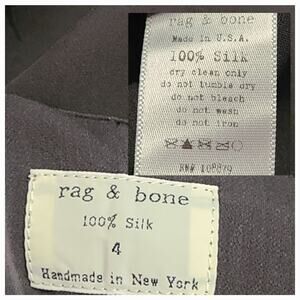 rag & bone
Made in U.S.A.
100% Silk
dry clean only
do not tumble dry
do not bleach
do not wash
do not iron
RN# 108879
rag & bone
100% Silk
4
Handmade in New York